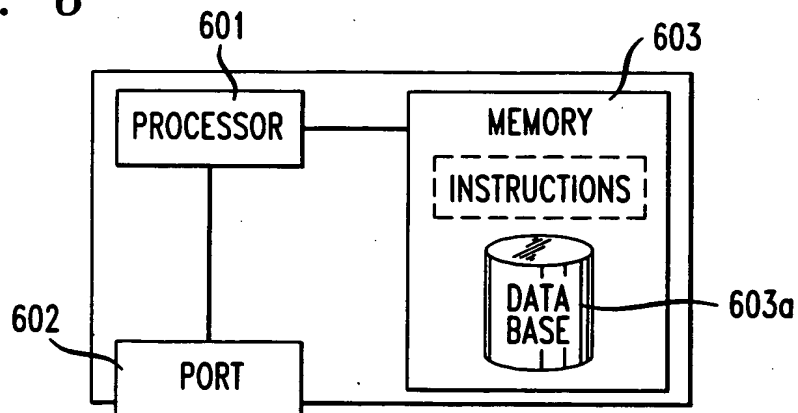 601
603
PROCESSOR
MEMORY
INSTRUCTIONS
DATA
BASE
603a
602
PORT